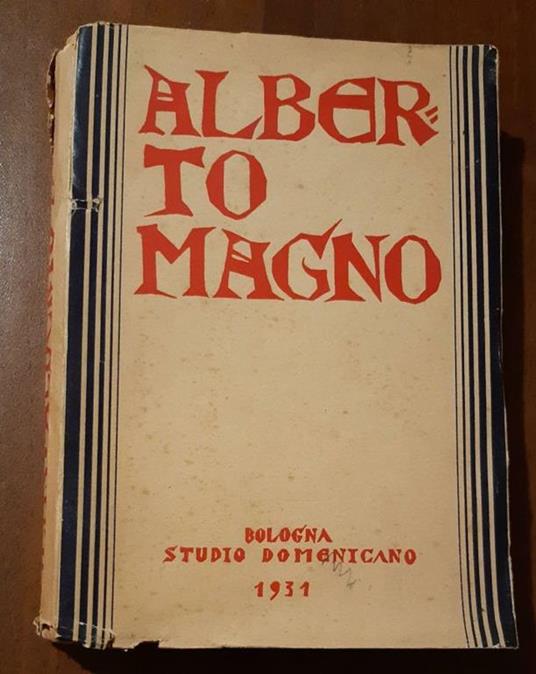 ALBER=
TO
MAGNO
BOLOGNA
STUDIO DOMENICANO
1931